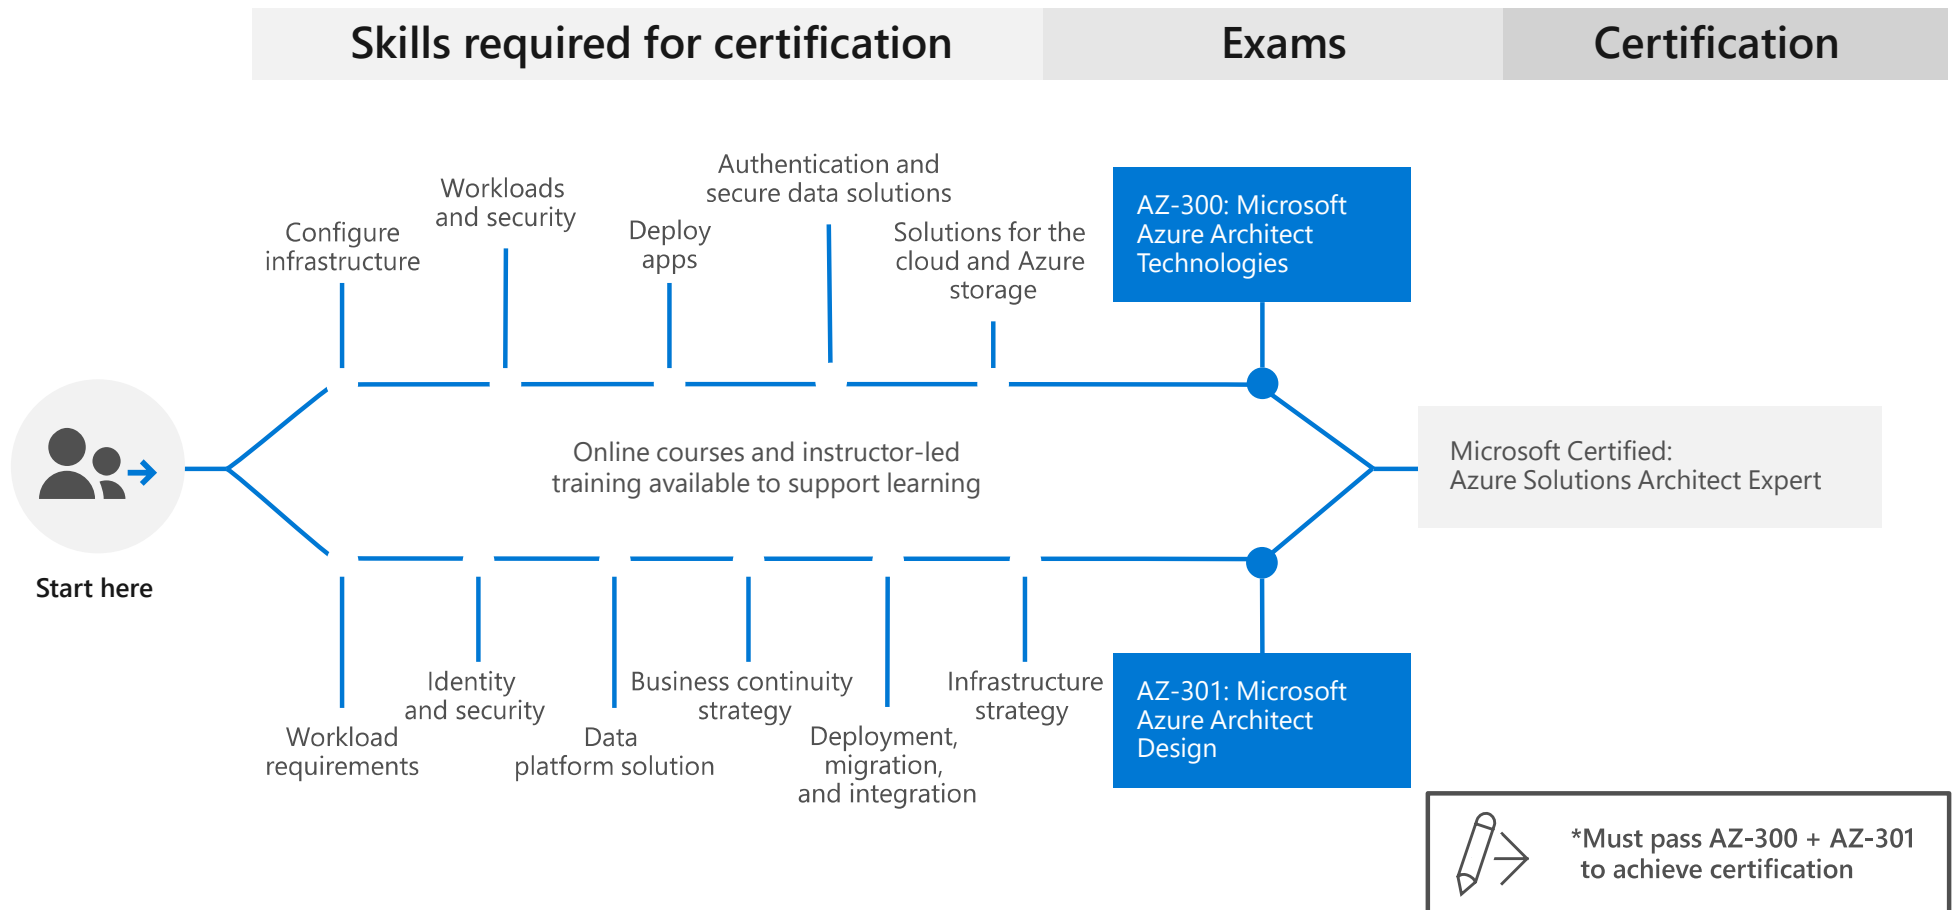 Skills required for certification
Exams
Certification
Configure
infrastructure
Workloads
and security
Deploy
apps
Authentication and
secure data solutions
Solutions for the
cloud and Azure
storage
AZ-300: Microsoft
Azure Architect
Technologies
Online courses and instructor-led
training available to support learning
Microsoft Certified:
Azure Solutions Architect Expert
Start here
Workload
requirements
Identity
and security
Data
platform solution
Business continuity
strategy
Deployment,
migration,
and integration
Infrastructure
strategy
AZ-301: Microsoft
Azure Architect
Design
*Must pass AZ-300 + AZ-301
to achieve certification